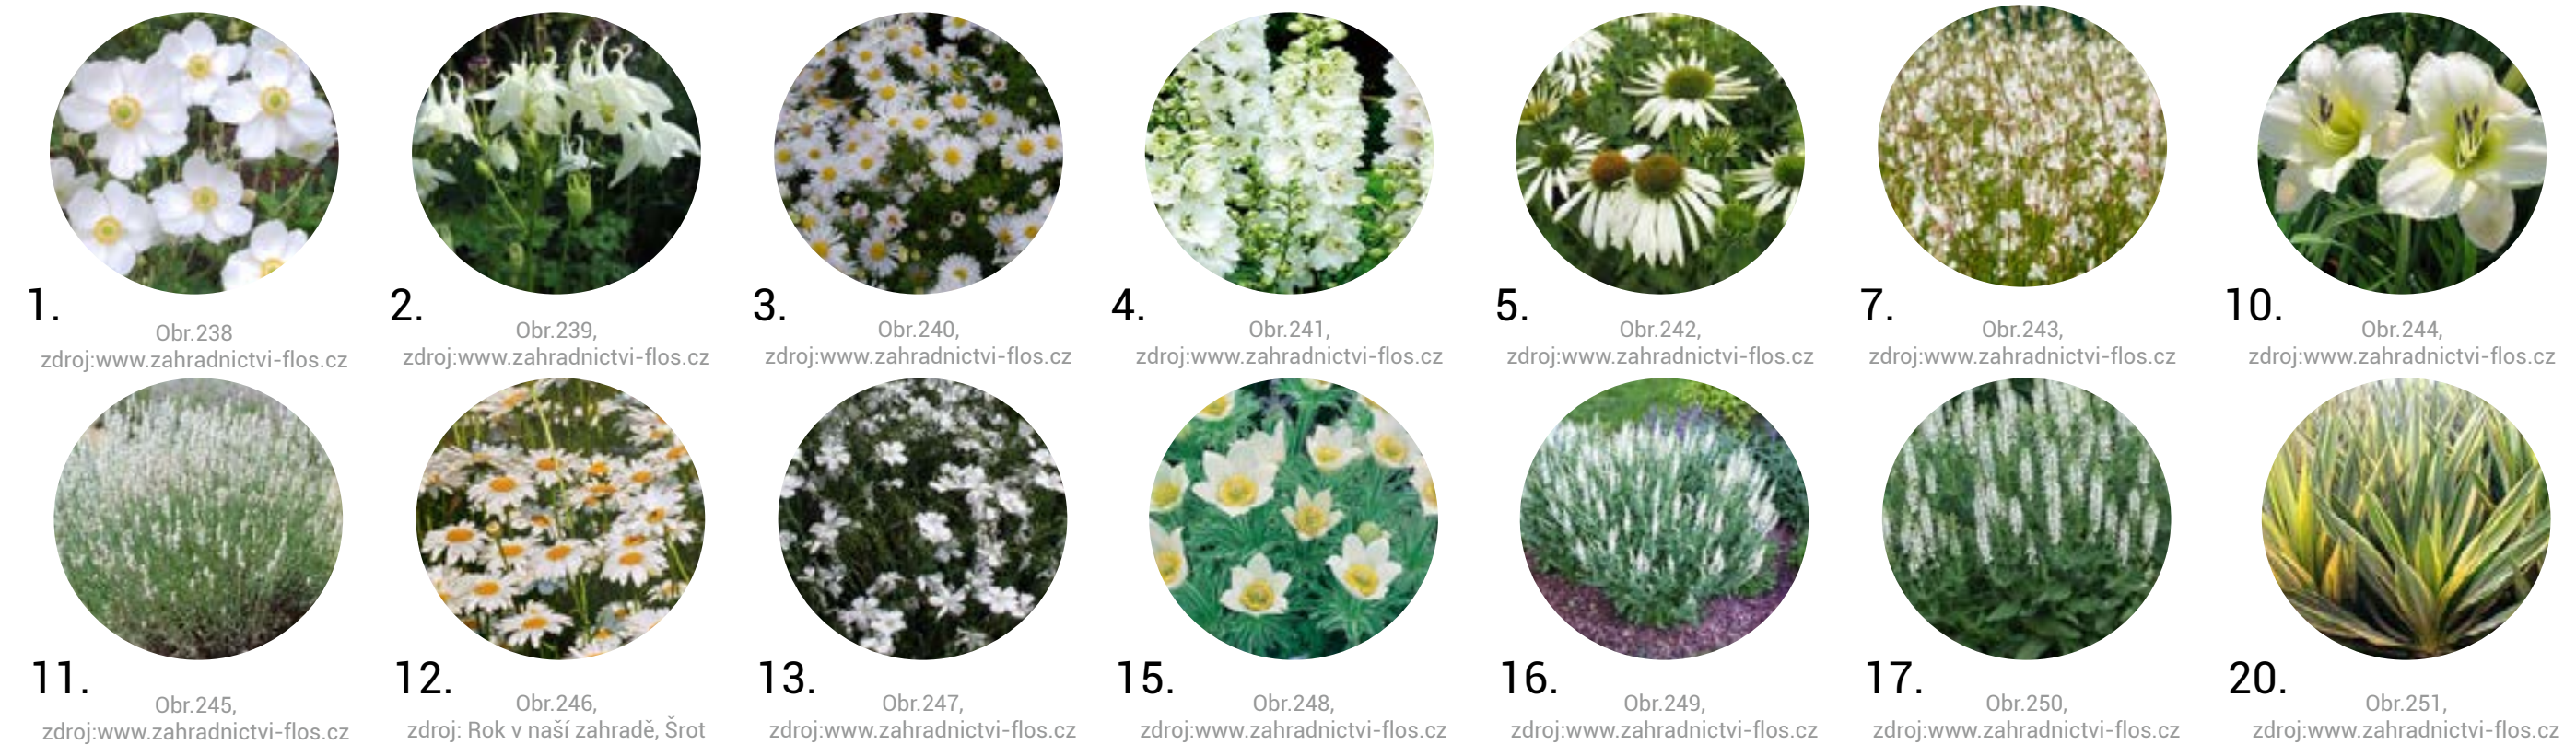 1.
Obr.238
zdroj:www.zahradnictvi-flos.cz
2.
Obr.239,
zdroj:www.zahradnictvi-flos.cz
3.
Obr.240,
zdroj:www.zahradnictvi-flos.cz
4.
Obr.241,
zdroj:www.zahradnictvi-flos.cz
5.
Obr.242,
zdroj:www.zahradnictvi-flos.cz
7.
Obr.243,
zdroj:www.zahradnictvi-flos.cz
10.
Obr.244,
zdroj:www.zahradnictvi-flos.cz
11.
Obr.245,
zdroj:www.zahradnictvi-flos.cz
12.
Obr.246,
zdroj: Rok v naší zahradě, Šrot
13.
Obr.247,
zdroj:www.zahradnictvi-flos.cz
15.
Obr.248,
zdroj:www.zahradnictvi-flos.cz
16.
Obr.249,
zdroj:www.zahradnictvi-flos.cz
17.
Obr.250,
zdroj:www.zahradnictvi-flos.cz
20.
Obr.251,
zdroj:www.zahradnictvi-flos.cz